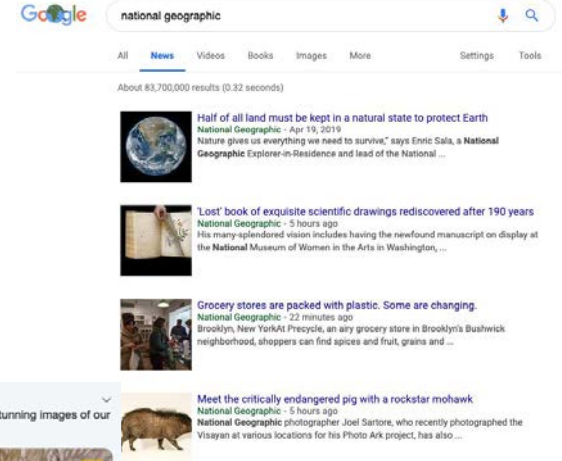 Google
national geographic
All News Videos Books Images More Settings Tools
About 83,700,000 results (0.32 seconds)
Half of all land must be kept in a natural state to protect Earth
National Geographic - Apr 19, 2019
Nature gives us everything we need to survive," says Enric Sala, a National
Geographic Explorer-in-Residence and lead of the National ...
'Lost' book of exquisite scientific drawings rediscovered after 190 years
National Geographic - 5 hours ago
His many-splendored vision includes having the newfound manuscript on display at
the National Museum of Women in the Arts in Washington, ...
Grocery stores are packed with plastic. Some are changing.
National Geographic - 22 minutes ago
Brooklyn, New YorkAt Precycle, an airy grocery store in Brooklyn's Bushwick
neighborhood, shoppers can find spices and fruit, grains and ...
Meet the critically endangered pig with a rockstar mohawk
National Geographic - 5 hours ago
National Geographic photographer Joel Sartore, who recently photographed the
Visayan at various locations for his Photo Ark project, has also ...
tunning images of our